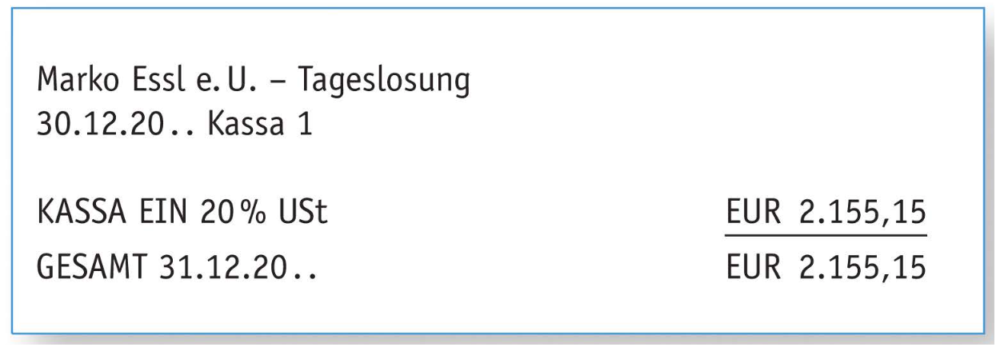 Marko Essl e. U. – Tageslosung
30.12.20 . . Kassa 1
KASSA EIN 20 % USt EUR 2.155,15
GESAMT 31.12.20 . . EUR 2.155,15